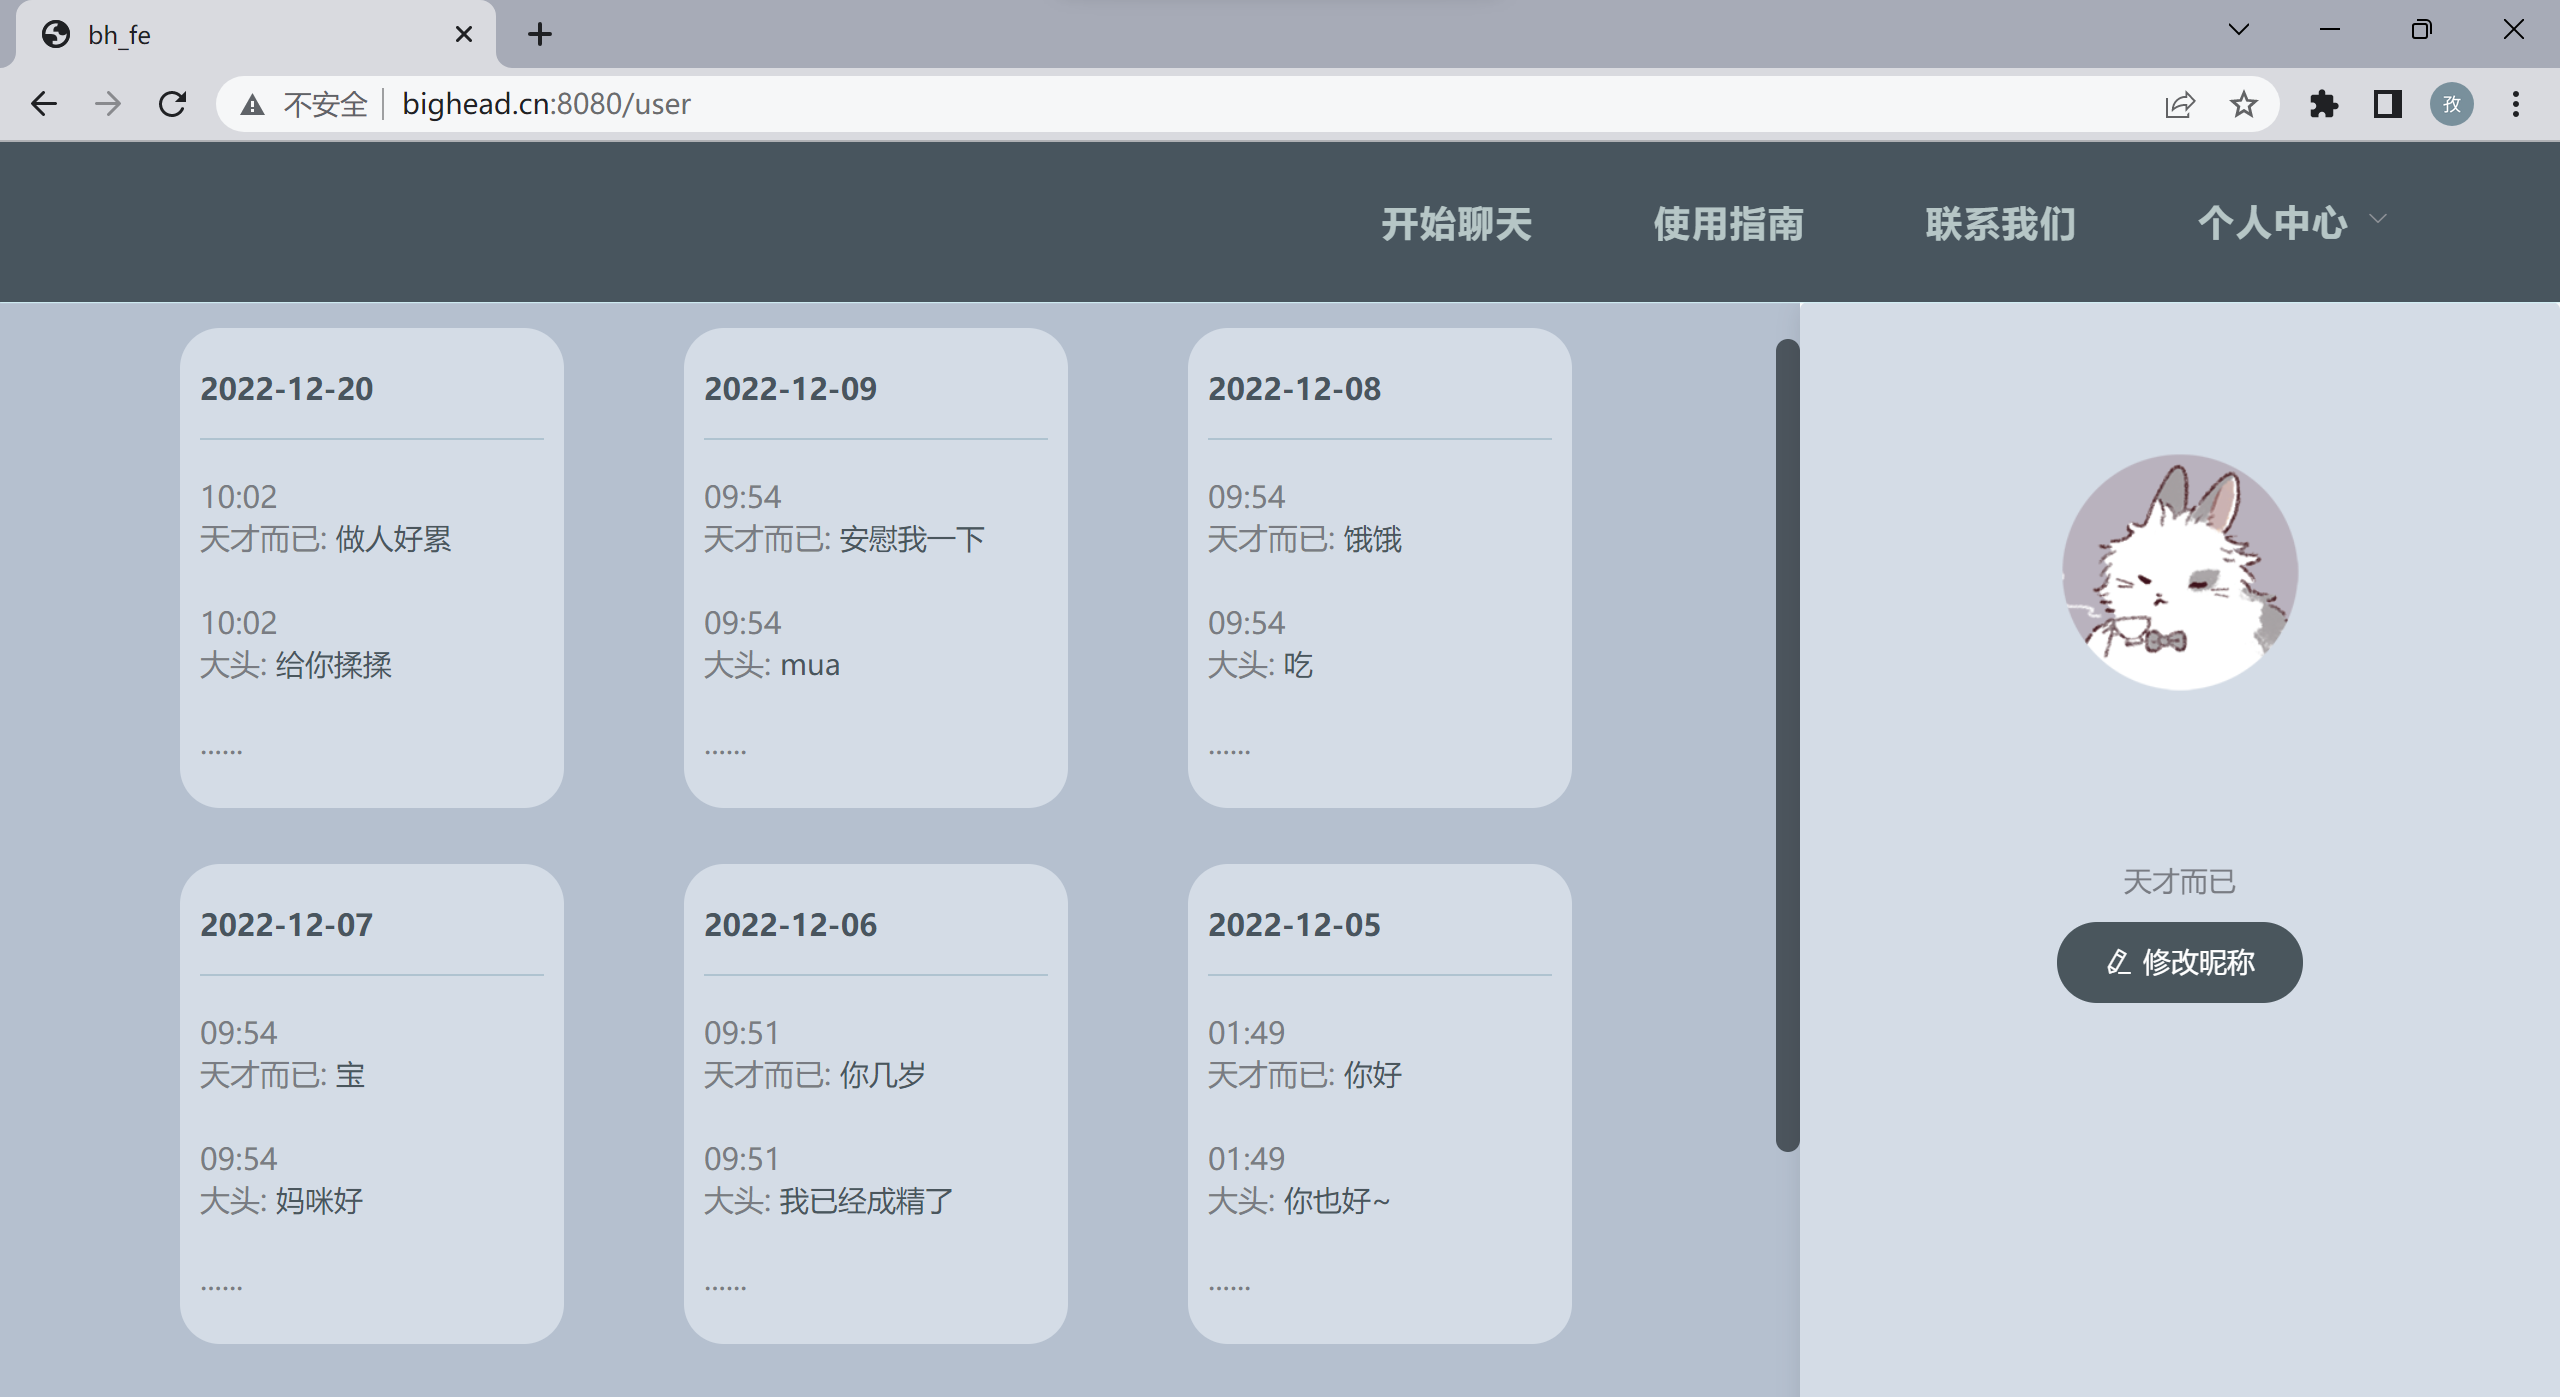 bh_fe
不安全
bighead.cn:8080/user
孜
开始聊天
使用指南
联系我们
个人中心
2022-12-20
10:02
天才而已: 做人好累
10:02
大头: 给你揉揉
......
2022-12-09
09:54
天才而已: 安慰我一下
09:54
大头: mua
......
2022-12-08
09:54
天才而已: 饿饿
09:54
大头: 吃
......
2022-12-07
09:54
天才而已: 宝
09:54
大头: 妈咪好
......
2022-12-06
09:51
天才而已: 你几岁
09:51
大头: 我已经成精了
......
2022-12-05
01:49
天才而已: 你好
01:49
大头: 你也好~
......
天才而已
修改昵称